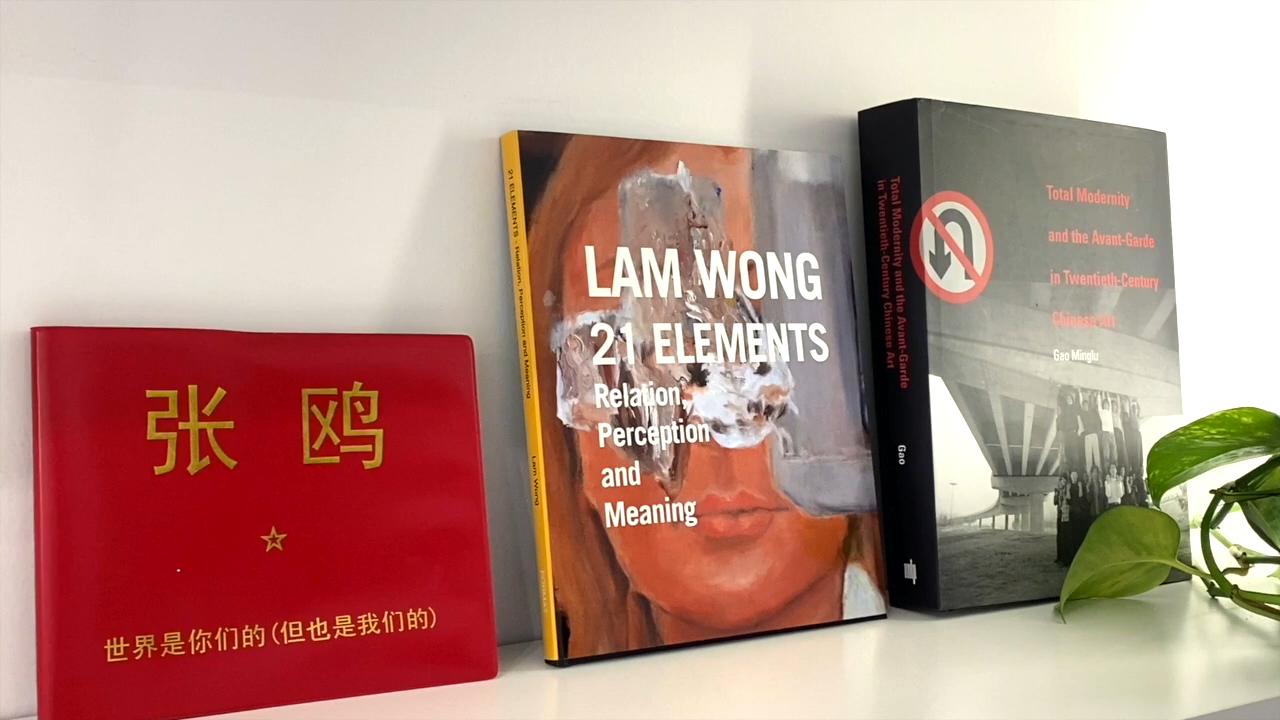 张 鸥
世界是你们的(但也是我们的)
21 ELEMENTS - Relation, Perception and Meaning
Lam Wong
LAM WONG
21 ELEMENTS
Relation,
Perception
and
Meaning
Total Modernity and the Avant-Garde
in Twentieth-Century Chinese Art
Gao
Total Modernity
and the Avant-Garde
in Twentieth-Century
Chinese Art
Gao Minglu